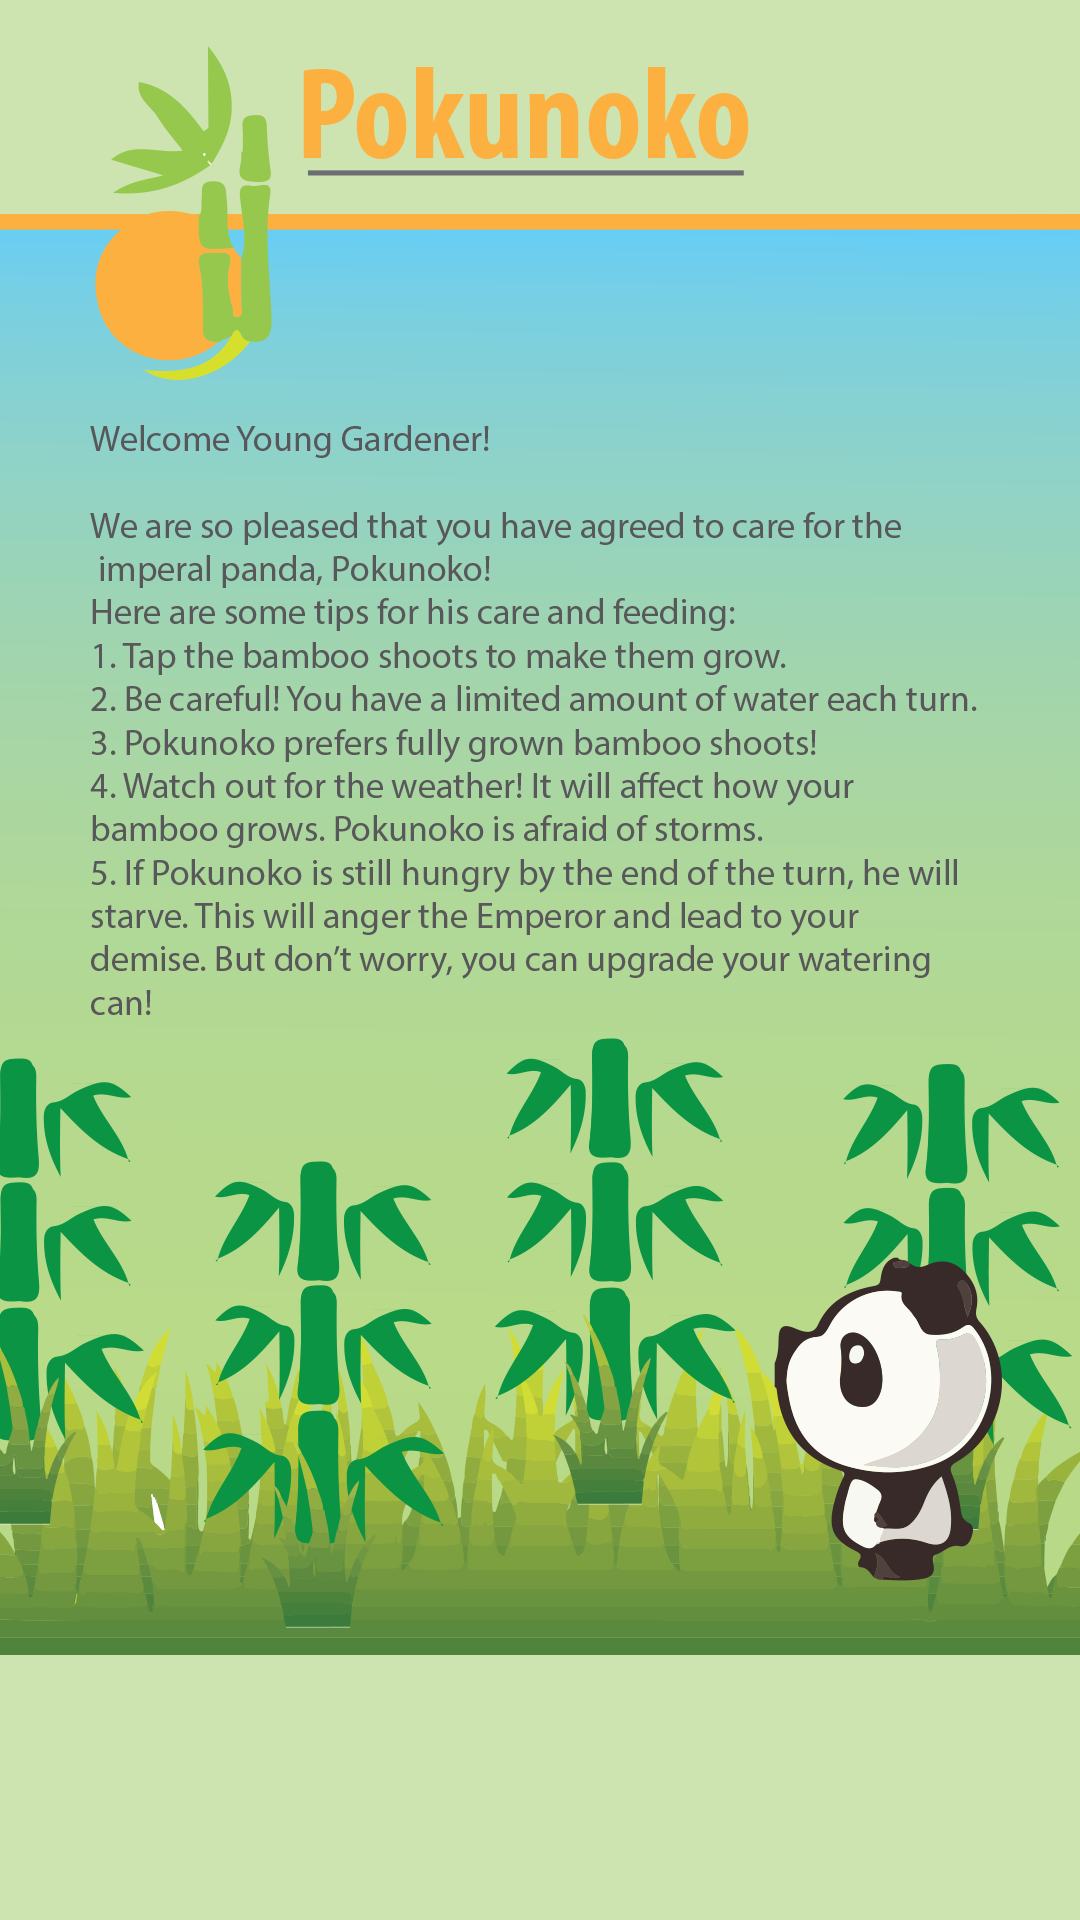 Pokunoko
Welcome Young Gardener!
We are so pleased that you have agreed to care for the
imperal panda, Pokunoko!
Here are some tips for his care and feeding:
1. Tap the bamboo shoots to make them grow.
2. Be careful! You have a limited amount of water each turn.
3. Pokunoko prefers fully grown bamboo shoots!
4. Watch out for the weather! It will affect how your
bamboo grows. Pokunoko is afraid of storms.
5. If Pokunoko is still hungry by the end of the turn, he will
starve. This will anger the Emperor and lead to your
demise. But don’t worry, you can upgrade your watering
can!